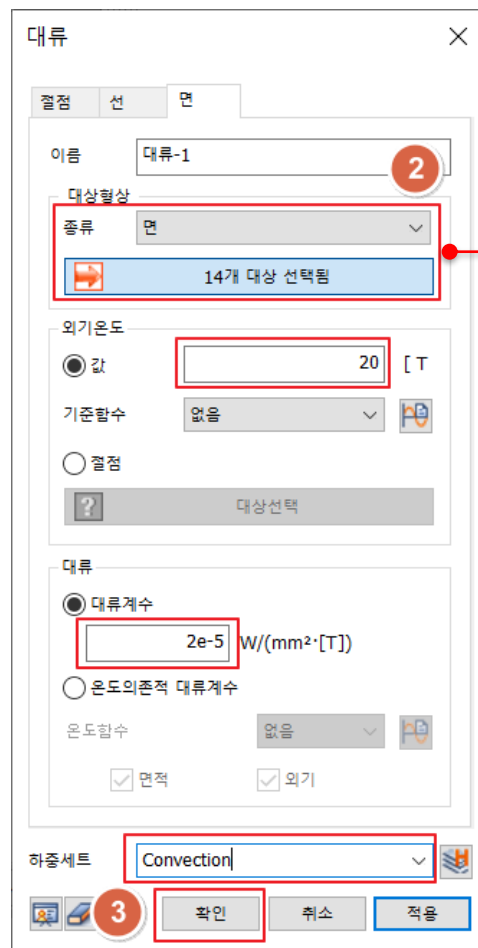 대류
절점 선 면
이름 대류-1
2
대상형상
종류 면
14개 대상 선택됨
외기온도
값 20 [ T
기준함수 없음
절점
? 대상선택
대류
대류계수
2e-5 W/(mm²·[T])
온도의존적 대류계수
온도함수 없음
면적 외기
하중세트 Convection
3 확인 취소 적용